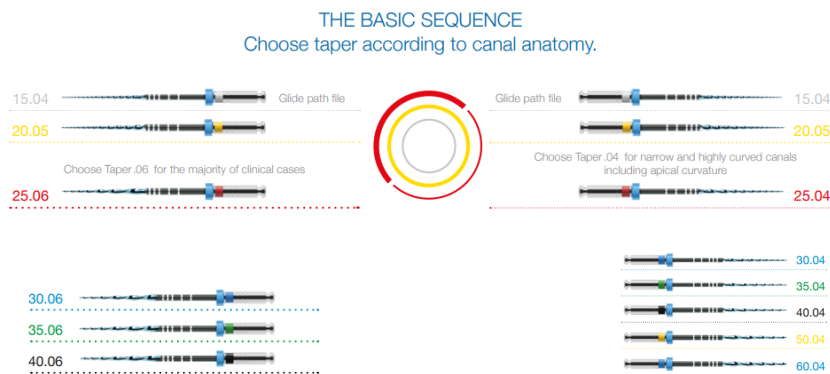 THE BASIC SEQUENCE
Choose taper according to canal anatomy.
15.04
Glide path file
20.05
Choose Taper .06 for the majority of clinical cases
25.06
Glide path file
15.04
20.05
Choose Taper .04 for narrow and highly curved canals
including apical curvature
25.04
30.06
35.06
40.06
30.04
35.04
40.04
50.04
60.04